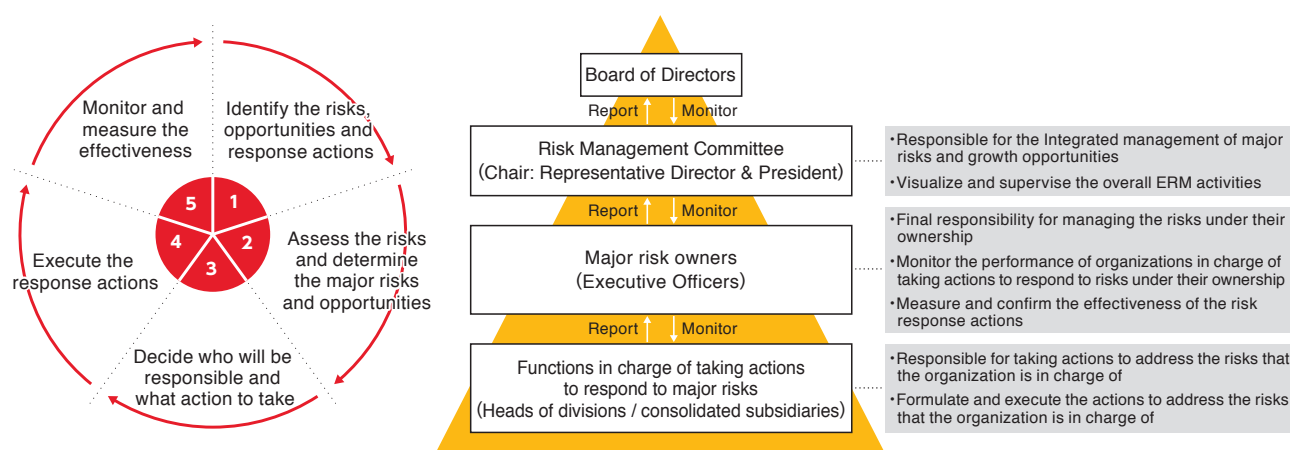 Monitor and
measure the
effectiveness
Identify the risks,
opportunities and
response actions
5
1
4
2
3
Execute the
response actions
Assess the risks
and determine
the major risks
and opportunities
Decide who will be
responsible and
what action to take
Board of Directors
Report
Monitor
Risk Management Committee
(Chair: Representative Director & President)
Report
Monitor
Major risk owners
(Executive Officers)
Report
Monitor
Functions in charge of taking actions
to respond to major risks
(Heads of divisions / consolidated subsidiaries)
・Responsible for the Integrated management of major
risks and growth opportunities
・Visualize and supervise the overall ERM activities
・Final responsibility for managing the risks under their
ownership
・Monitor the performance of organizations in charge of
taking actions to respond to risks under their ownership
・Measure and confirm the effectiveness of the risk
response actions
・Responsible for taking actions to address the risks that
the organization is in charge of
・Formulate and execute the actions to address the risks
that the organization is in charge of